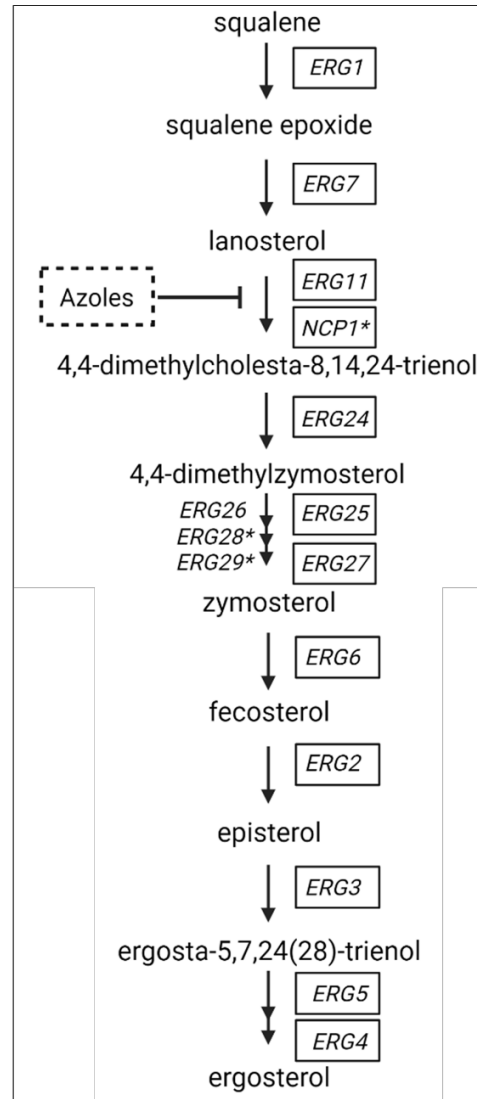 squalene
ERG1
squalene epoxide
ERG7
lanosterol
ERG11
Azoles
NCP1*
4,4-dimethylcholesta-8,14,24-trienol
ERG24
4,4-dimethylzymosterol
ERG26 ERG25
ERG28*
ERG29* ERG27
zymosterol
ERG6
fecosterol
ERG2
episterol
ERG3
ergosta-5,7,24(28)-trienol
ERG5
ERG4
ergosterol